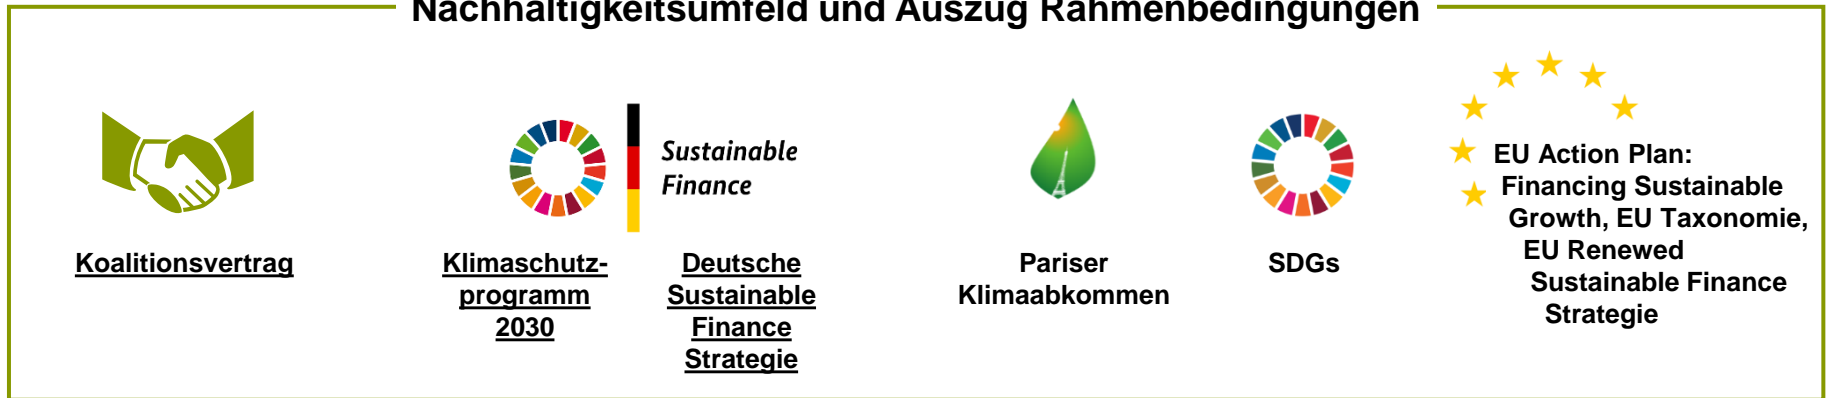 Nachhaltigkeitsumfeld und Auszug Rahmenbedingungen
Koalitionsvertrag
Klimaschutz-
programm
2030
Sustainable
Finance
Deutsche
Sustainable
Finance
Strategie
Pariser
Klimaabkommen
SDGs
EU Action Plan:
Financing Sustainable
Growth, EU Taxonomie,
EU Renewed
Sustainable Finance
Strategie